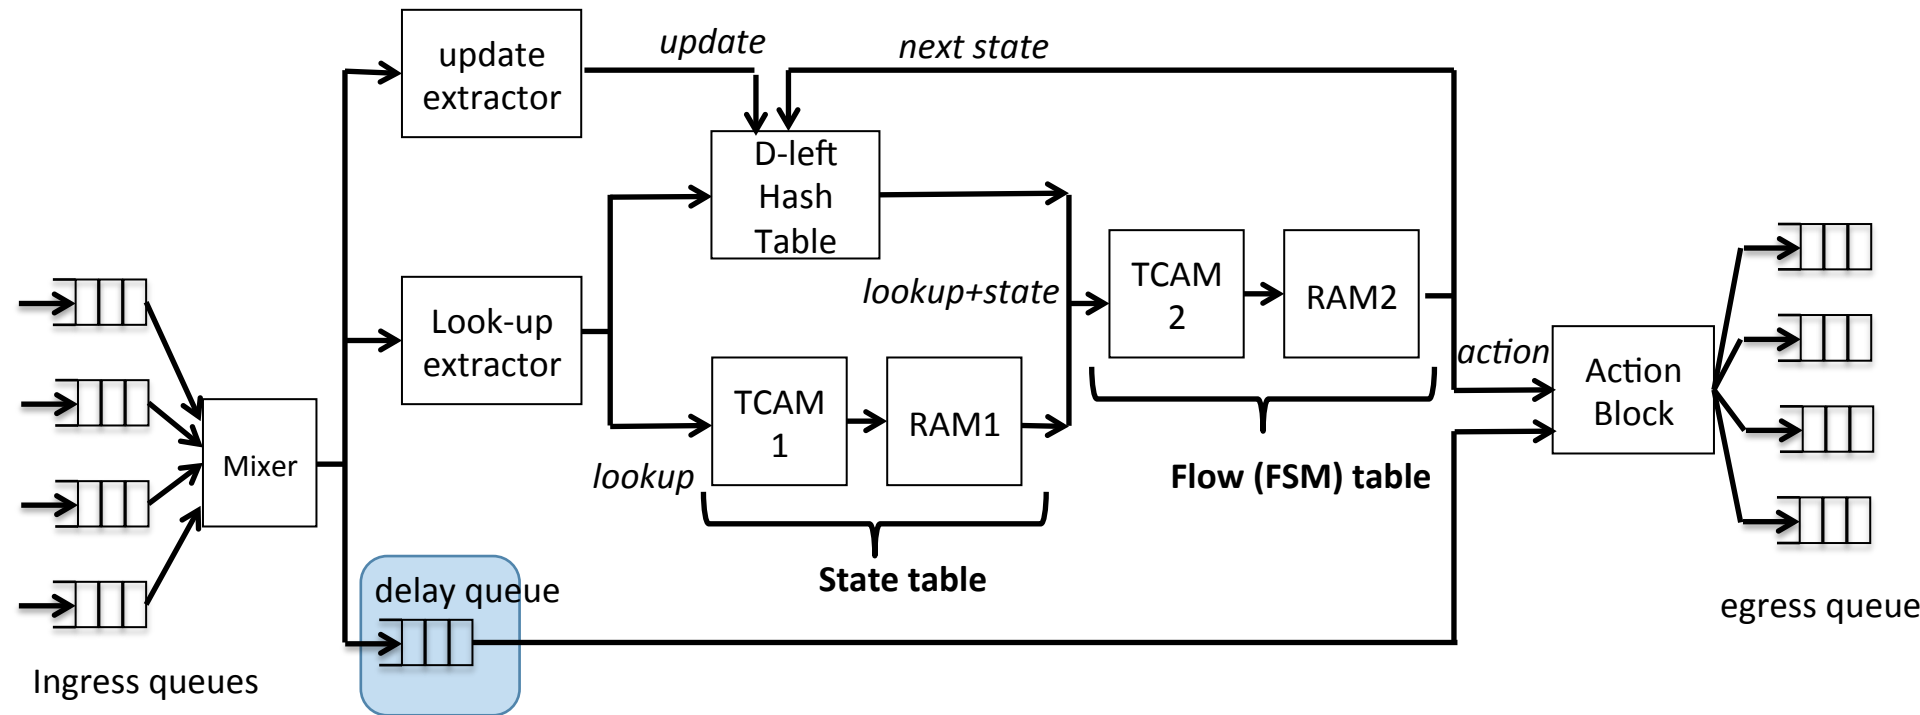 update
extractor
update
next state
D-left
Hash
Table
lookup+state
TCAM
2
RAM2
Look-up
extractor
action
Action
Block
TCAM
1
RAM1
Mixer
lookup
Flow (FSM) table
State table
delay queue
egress queue
Ingress queues